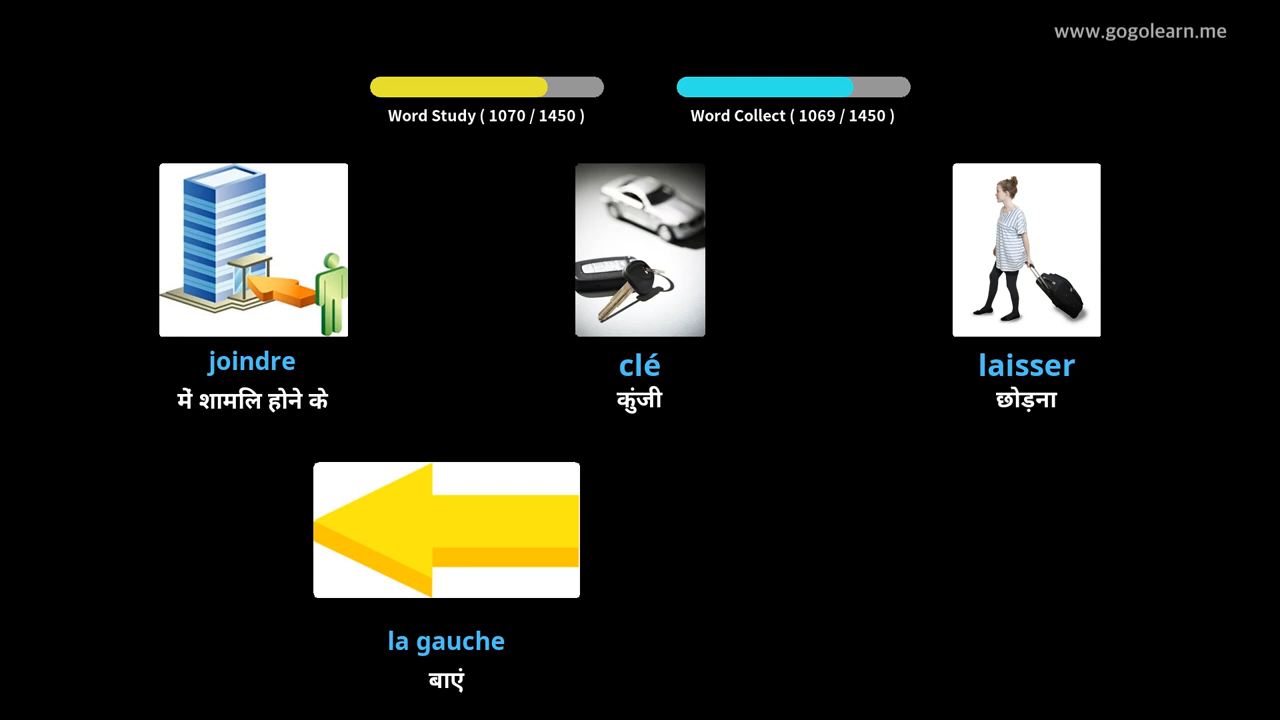 www.gogolearn.me
Word Study ( 1070 / 1450 )
Word Collect ( 1069 / 1450 )
joindre
में शामलि होने के
clé
कुंजी
laisser
छोड़ना
la gauche
बाएं